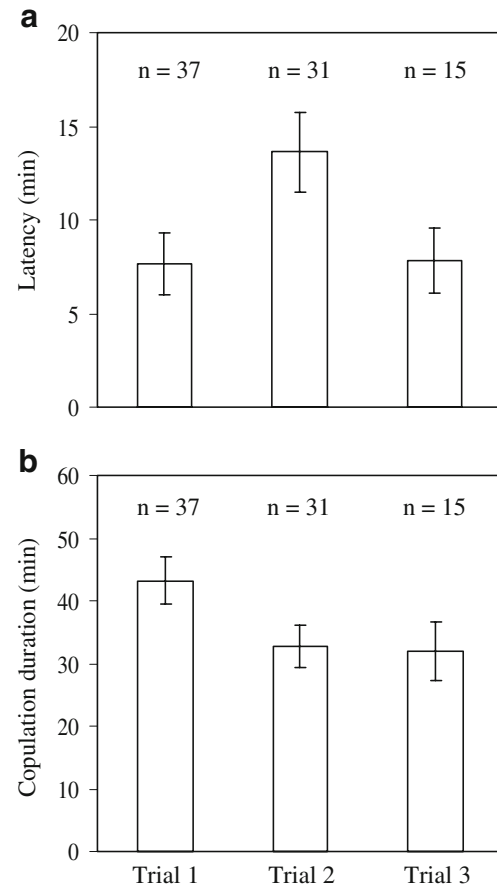 a
20
n = 37 n = 31 n = 15
15
10
5
0
Latency (min)
b
60
n = 37 n = 31 n = 15
50
40
30
20
10
0
Copulation duration (min)
Trial 1 Trial 2 Trial 3